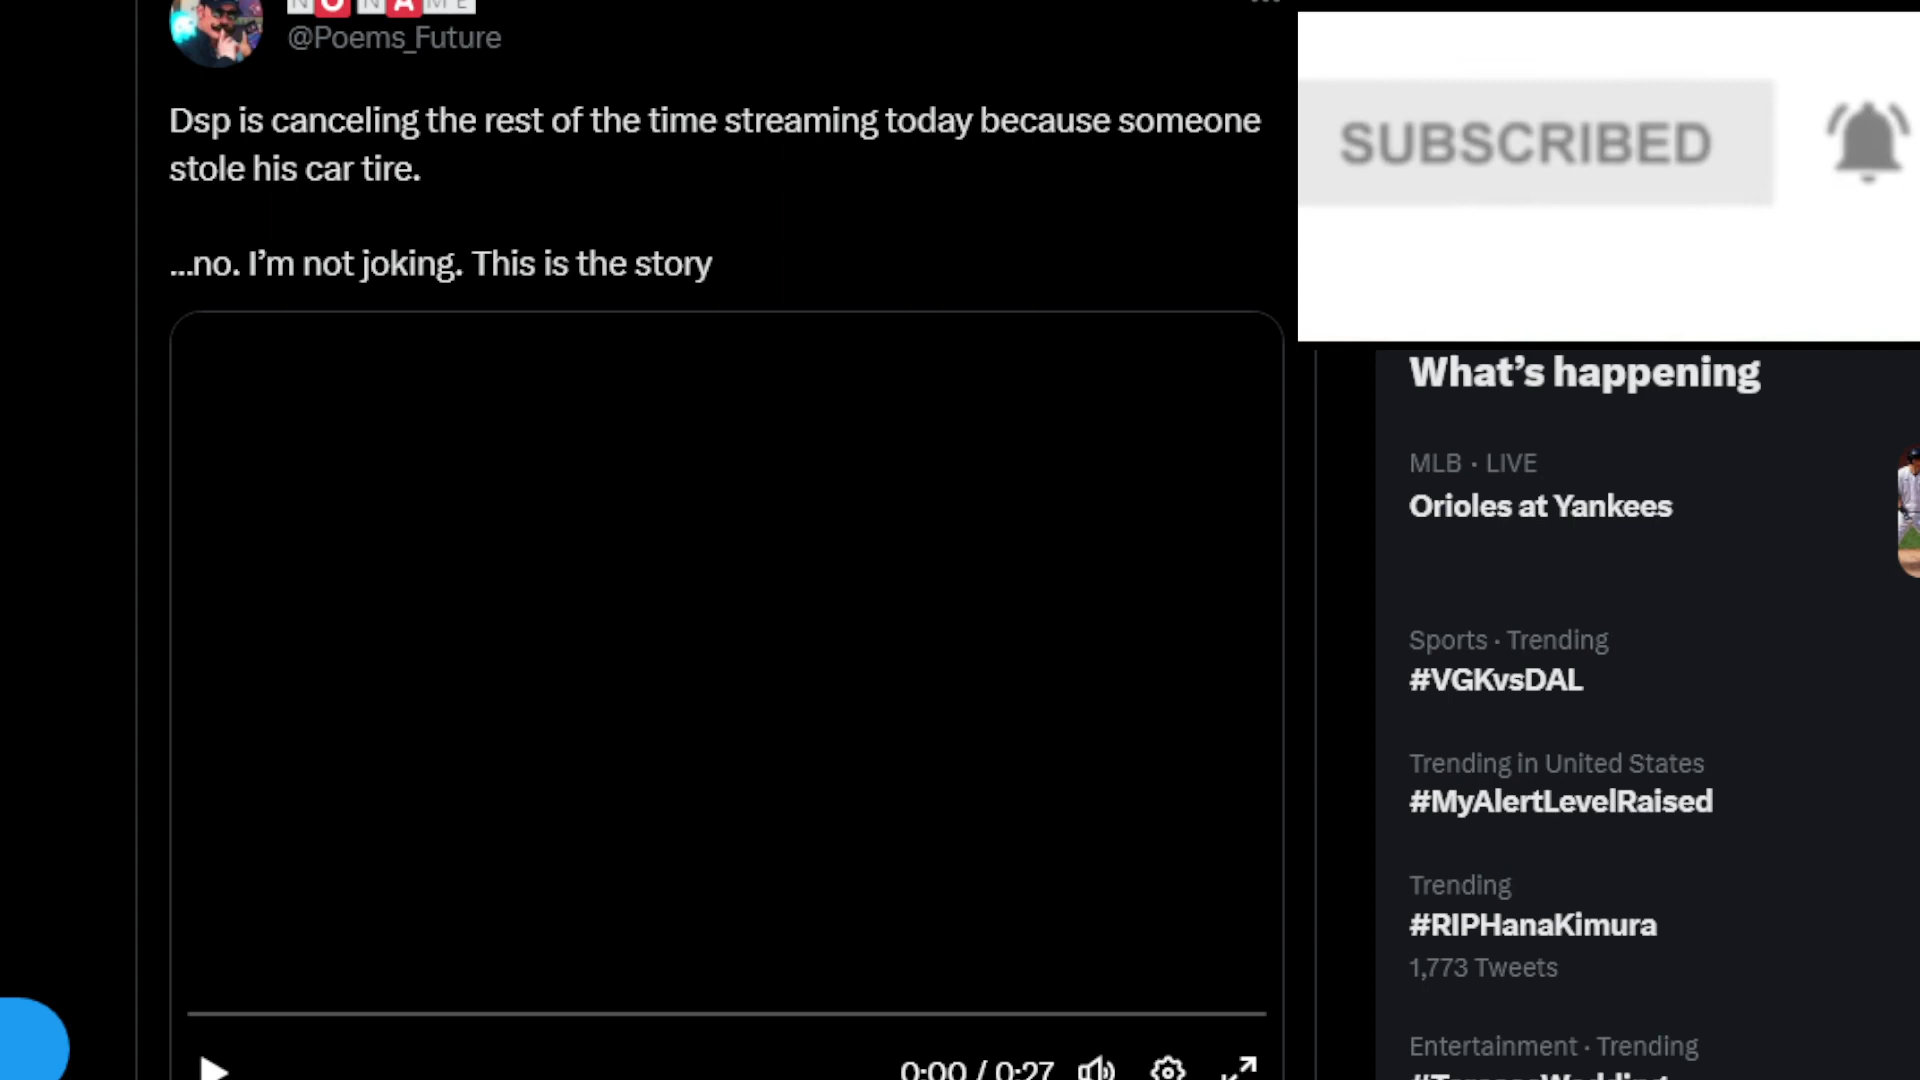 NO NAME
@Poems_Future
Dsp is canceling the rest of the time streaming today because someone
stole his car tire.
...no. I’m not joking. This is the story
0:00 / 0:27
SUBSCRIBED
What’s happening
MLB · LIVE
Orioles at Yankees
Sports · Trending
#VGKvsDAL
Trending in United States
#MyAlertLevelRaised
Trending
#RIPHanaKimura
1,773 Tweets
Entertainment · Trending